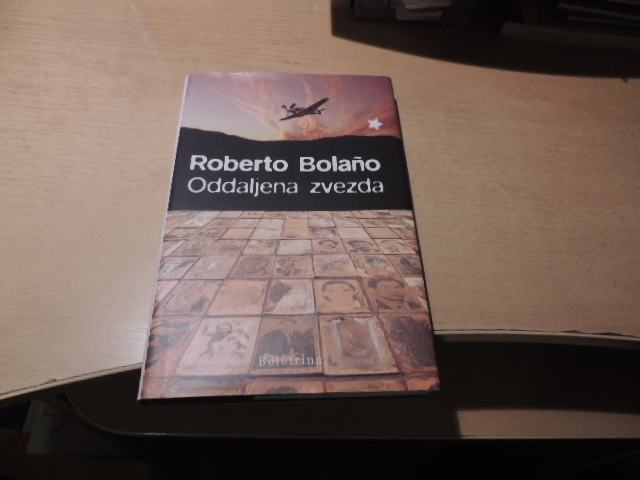 Roberto Bolaño
Oddaljena zvezda
Beletrina